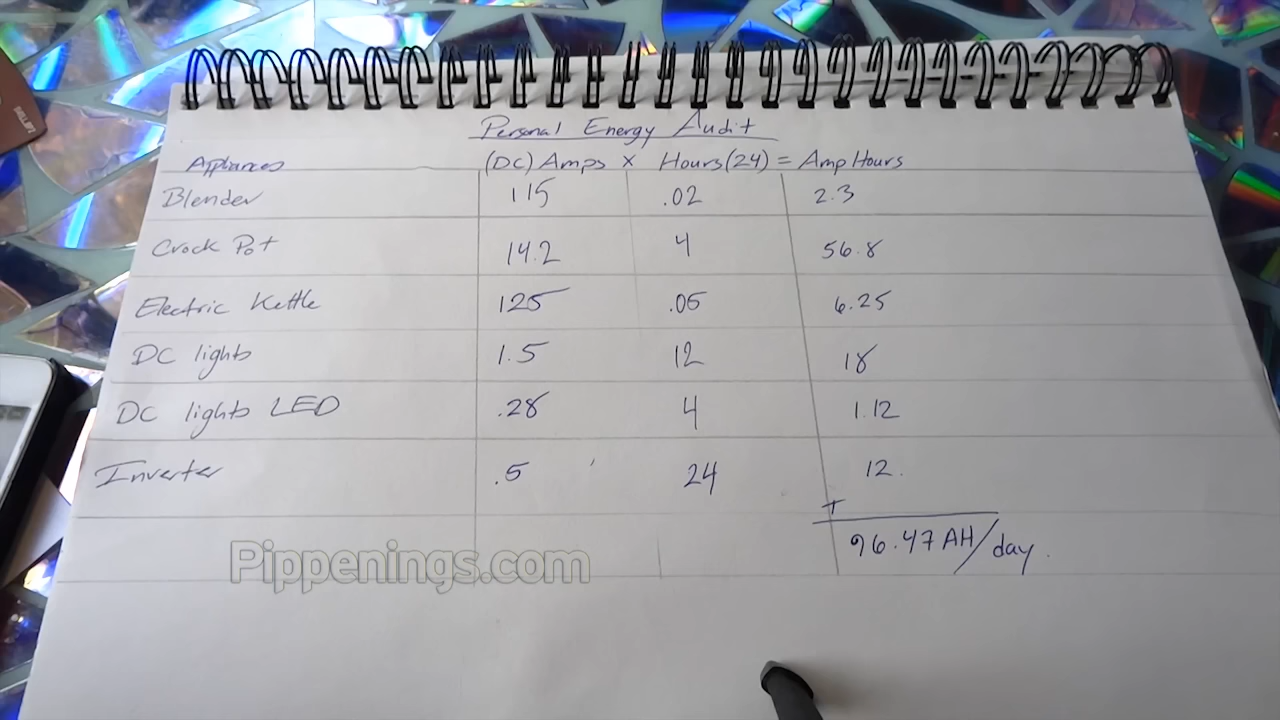 Personal Energy Audit
Appliances (DC) Amps x Hours (24) = Amp Hours
Blender 115 .02 2.3
Crock Pot 14.2 4 56.8
Electric Kettle 125 .05 6.25
DC lights 1.5 12 18
DC lights LED .28 4 1.12
Inverter .5 24 12.
+
96.47 AH/day.
Pippenings.com